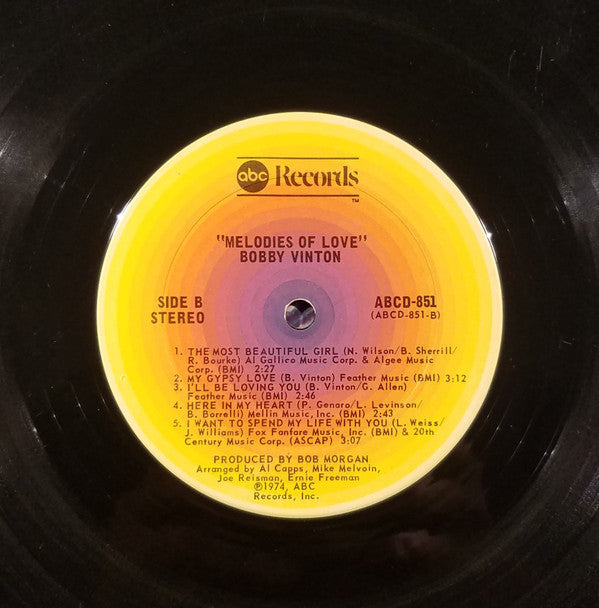 abc Records
TM
"MELODIES OF LOVE"
BOBBY VINTON
SIDE B
STEREO
ABCD-851
(ABCD-851-B)
1. THE MOST BEAUTIFUL GIRL (N. Wilson/B. Sherrill/
R. Bourke) Al Gallico Music Corp. & Algee Music
Corp. (BMI) 2:27
2. MY GYPSY LOVE (B. Vinton) Feather Music (BMI) 3:12
3. I'LL BE LOVING YOU (B. Vinton/G. Allen)
Feather Music (BMI) 2:46
4. HERE IN MY HEART (P. Genaro/L. Levinson/
B. Borrelli) Mellin Music, Inc. (BMI) 2:43
5. I WANT TO SPEND MY LIFE WITH YOU (L. Weiss/
J. Williams) Fox Fanfare Music, Inc. (BMI) & 20th
Century Music Corp. (ASCAP) 3:07
PRODUCED BY BOB MORGAN
Arranged by Al Capps, Mike Melvoin,
Joe Reisman, Ernie Freeman
℗1974, ABC
Records, Inc.